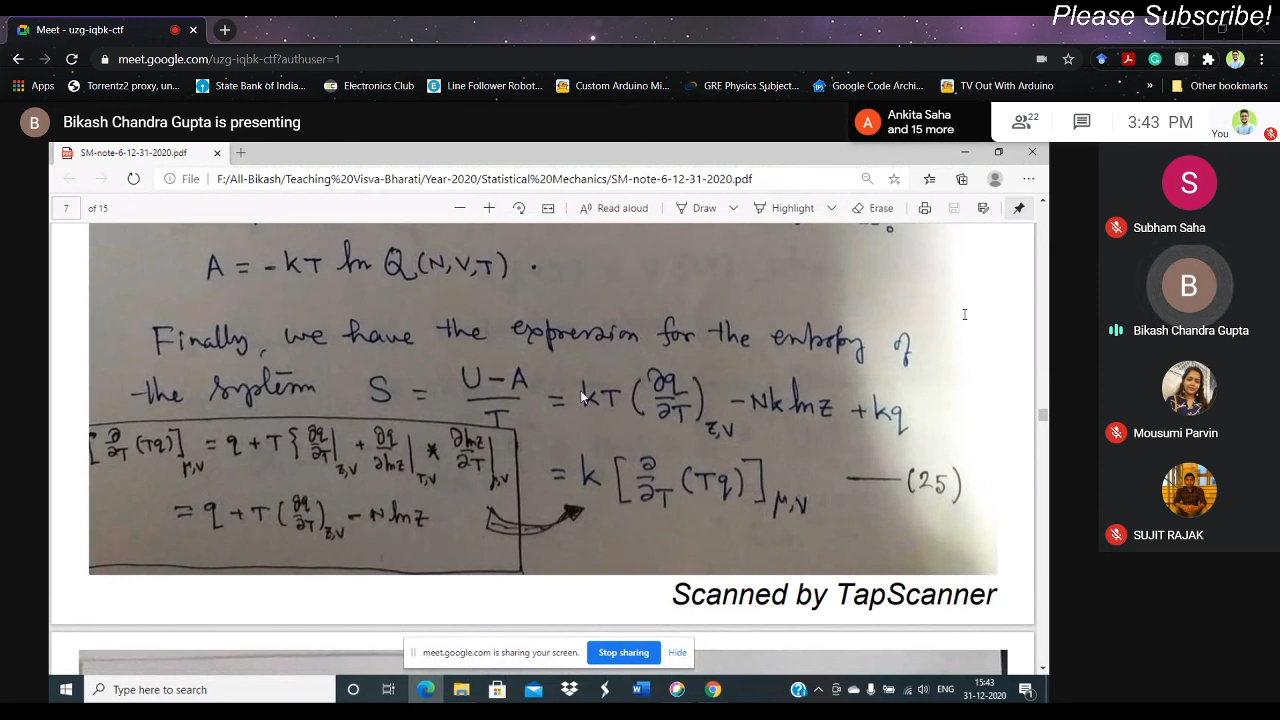 Please Subscribe!
Meet - uzg-iqbk-ctf
meet.google.com/uzg-iqbk-ctf?authuser=1
Apps Torrentz2 proxy, un... State Bank of India... Electronics Club Line Follower Robot... Custom Arduino Mi... GRE Physics Subject... Google Code Archi... TV Out With Arduino » Other bookmarks
B Bikash Chandra Gupta is presenting
A Ankita Saha
and 15 more
22
3:43 PM
You
SM-note-6-12-31-2020.pdf
File F:/All-Bikash/Teaching%20Visva-Bharati/Year-2020/Statistical%20Mechanics/SM-note-6-12-31-2020.pdf
7 of 15 Read aloud Draw Highlight Erase
A = -kT ln Q(N,V,T) .
Finally, we have the expression for the entropy of
the system S = (U-A)/T = kT (∂q/∂T)z,v - Nk ln z + kq
[∂/∂T (Tq)]μ,v = q + T {∂q/∂T|z,v + ∂q/∂ln z|T,v * ∂ln z/∂T|μ,v
= q + T (∂q/∂T)z,v - N ln z
= k [∂/∂T (Tq)]μ,v —— (25)
Scanned by TapScanner
meet.google.com is sharing your screen. Stop sharing Hide
S
Subham Saha
B
Bikash Chandra Gupta
Mousumi Parvin
SUJIT RAJAK
Type here to search
ENG
15:43
31-12-2020
1